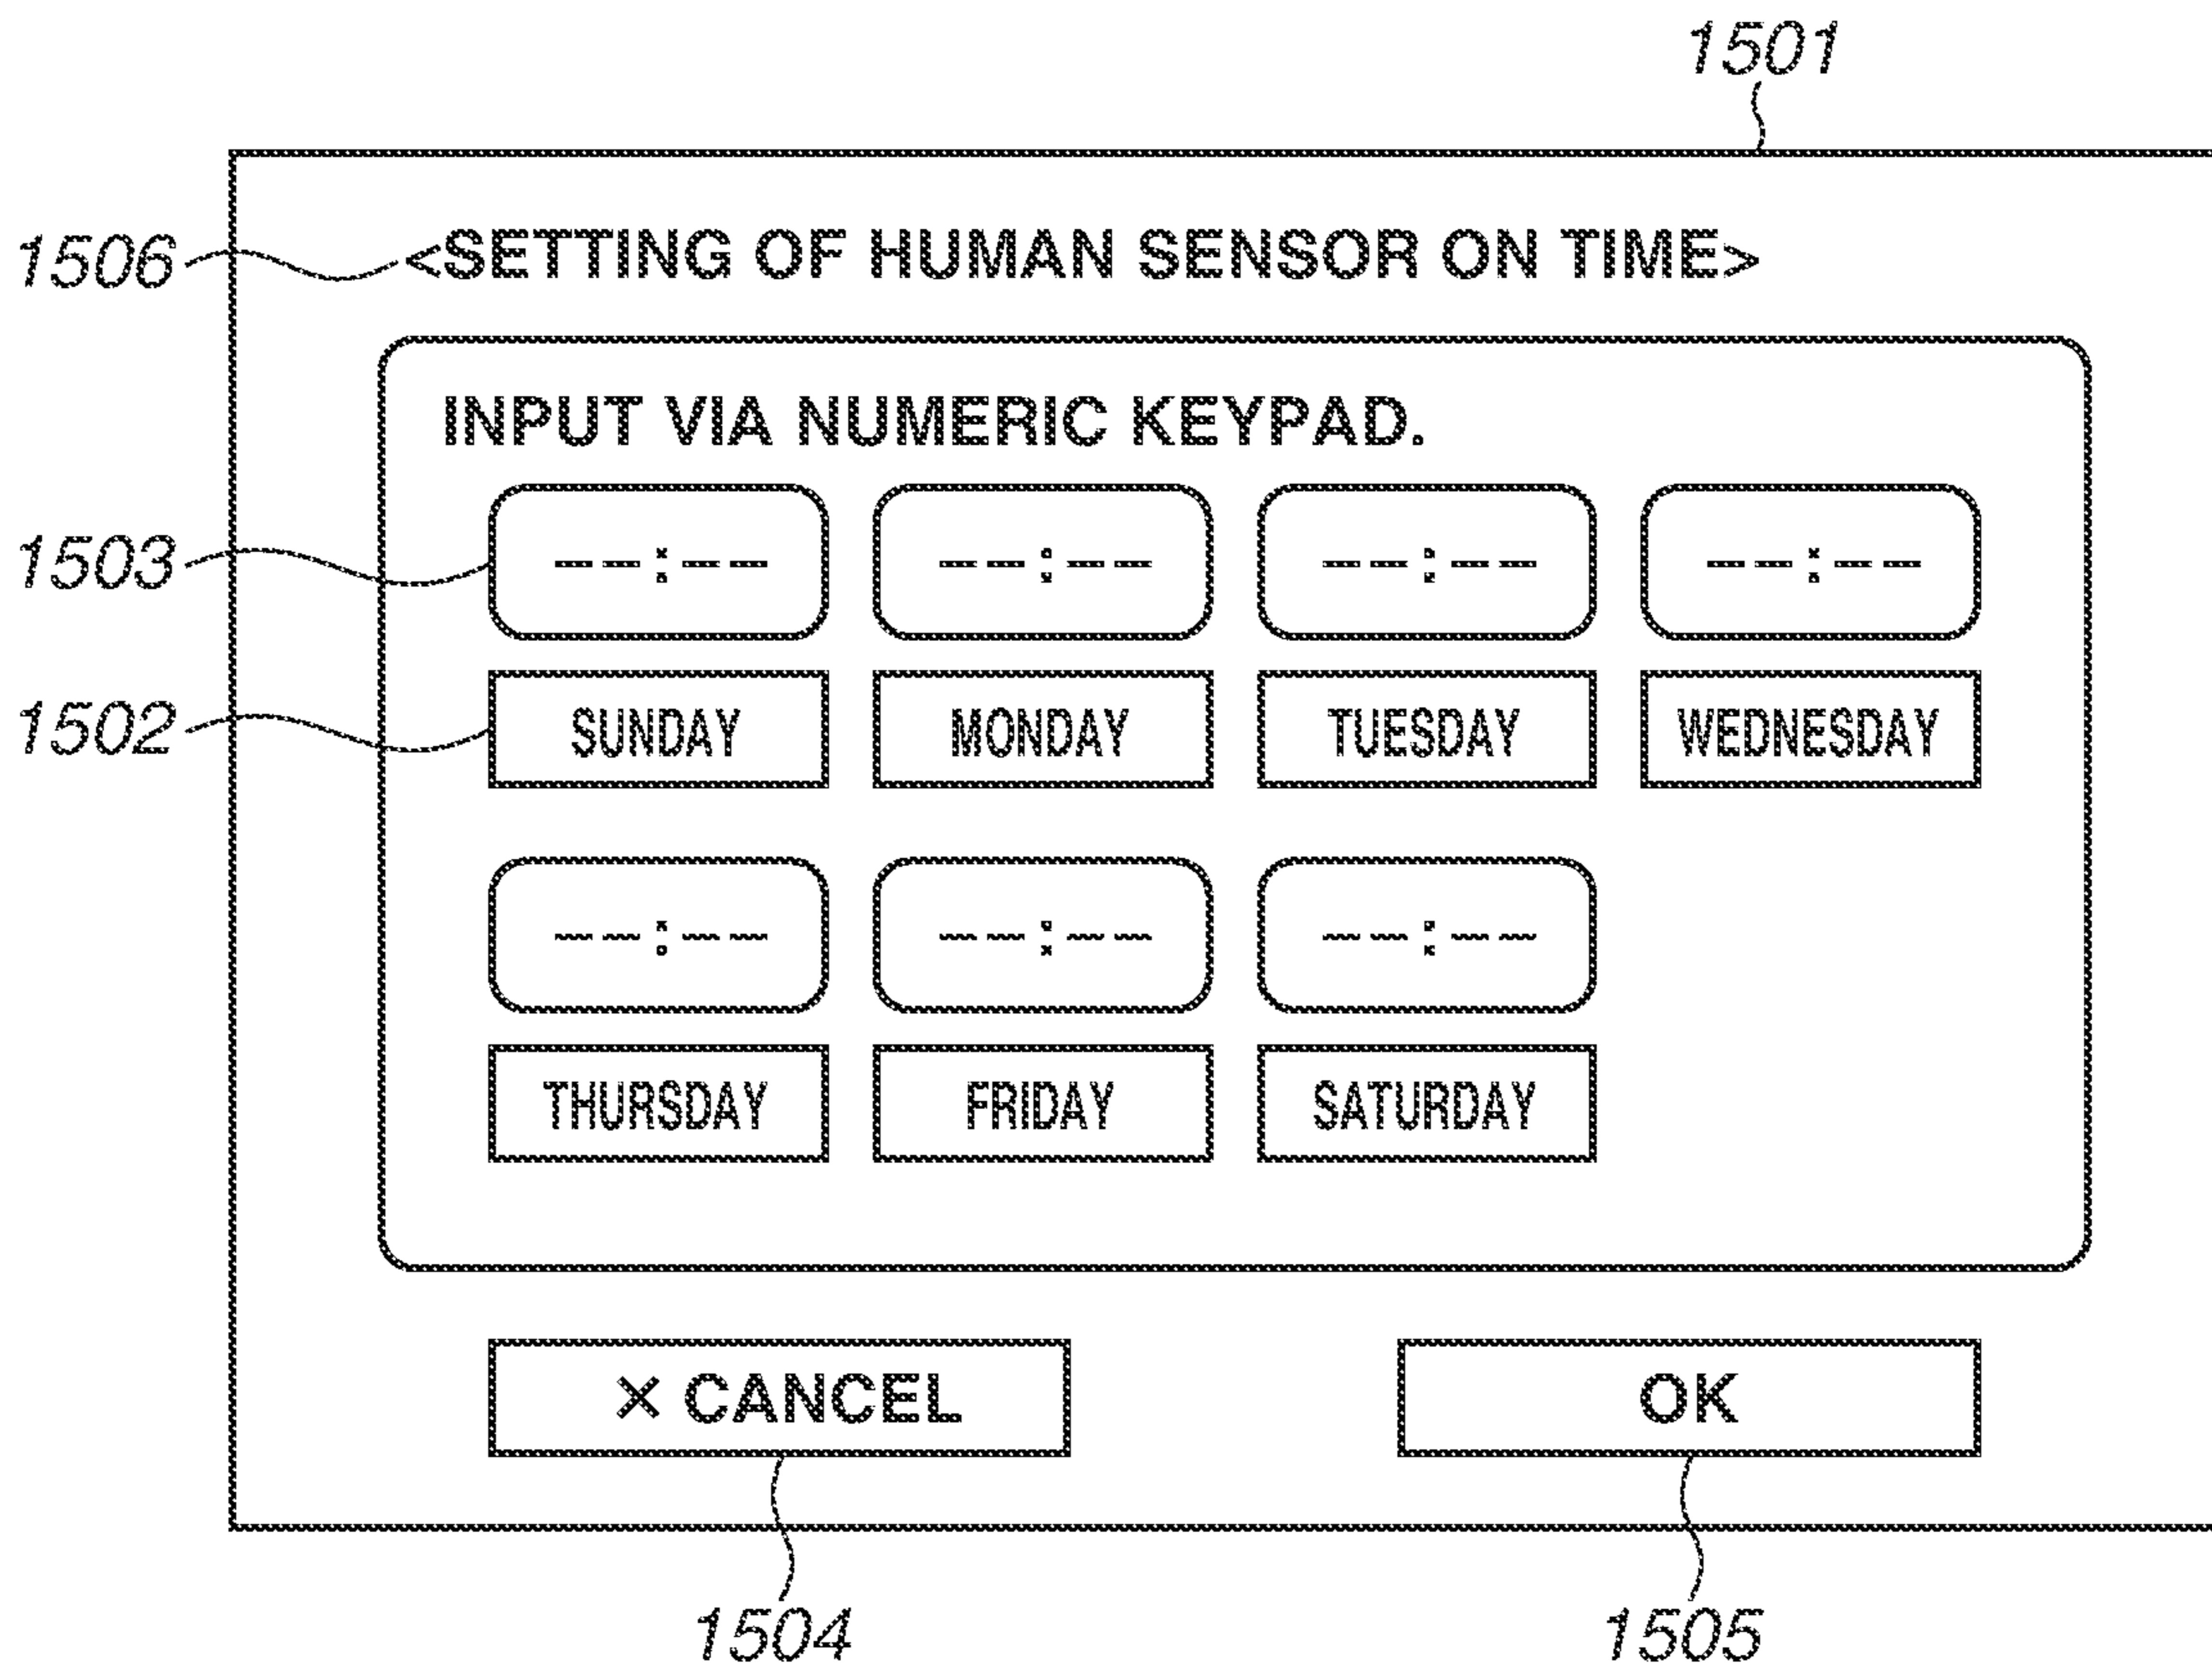 1501
1506 <SETTING OF HUMAN SENSOR ON TIME>
INPUT VIA NUMERIC KEYPAD.
1503 --:-- --:-- --:-- --:--
1502 SUNDAY MONDAY TUESDAY WEDNESDAY
--:-- --:-- --:--
THURSDAY FRIDAY SATURDAY
× CANCEL OK
1504 1505